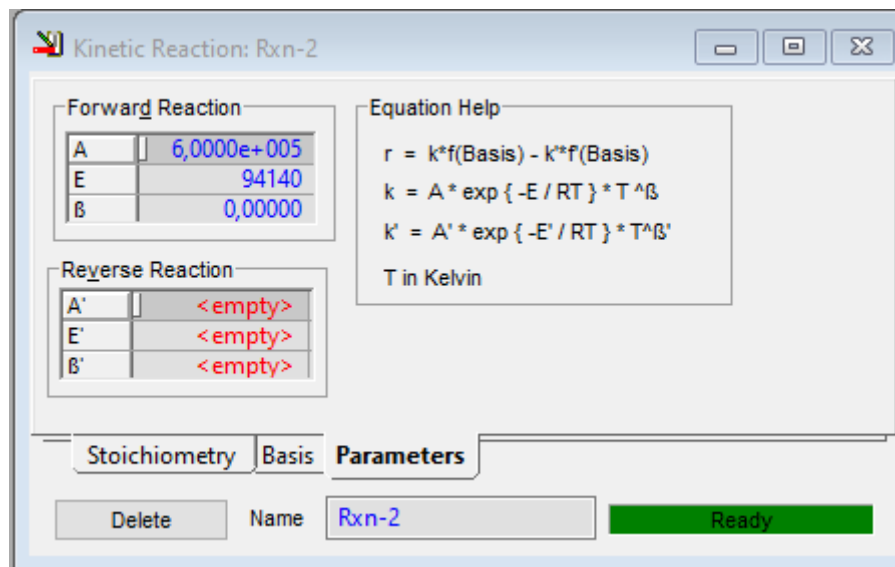 Kinetic Reaction: Rxn-2
Forward Reaction
A 6,0000e+005
E 94140
ß 0,00000
Equation Help
r = k*f(Basis) - k'*f'(Basis)
k = A * exp { -E / RT } * T ^ß
k' = A' * exp { -E' / RT } * T^ß'
T in Kelvin
Reverse Reaction
A' <empty>
E' <empty>
ß' <empty>
Stoichiometry Basis Parameters
Delete Name Rxn-2 Ready